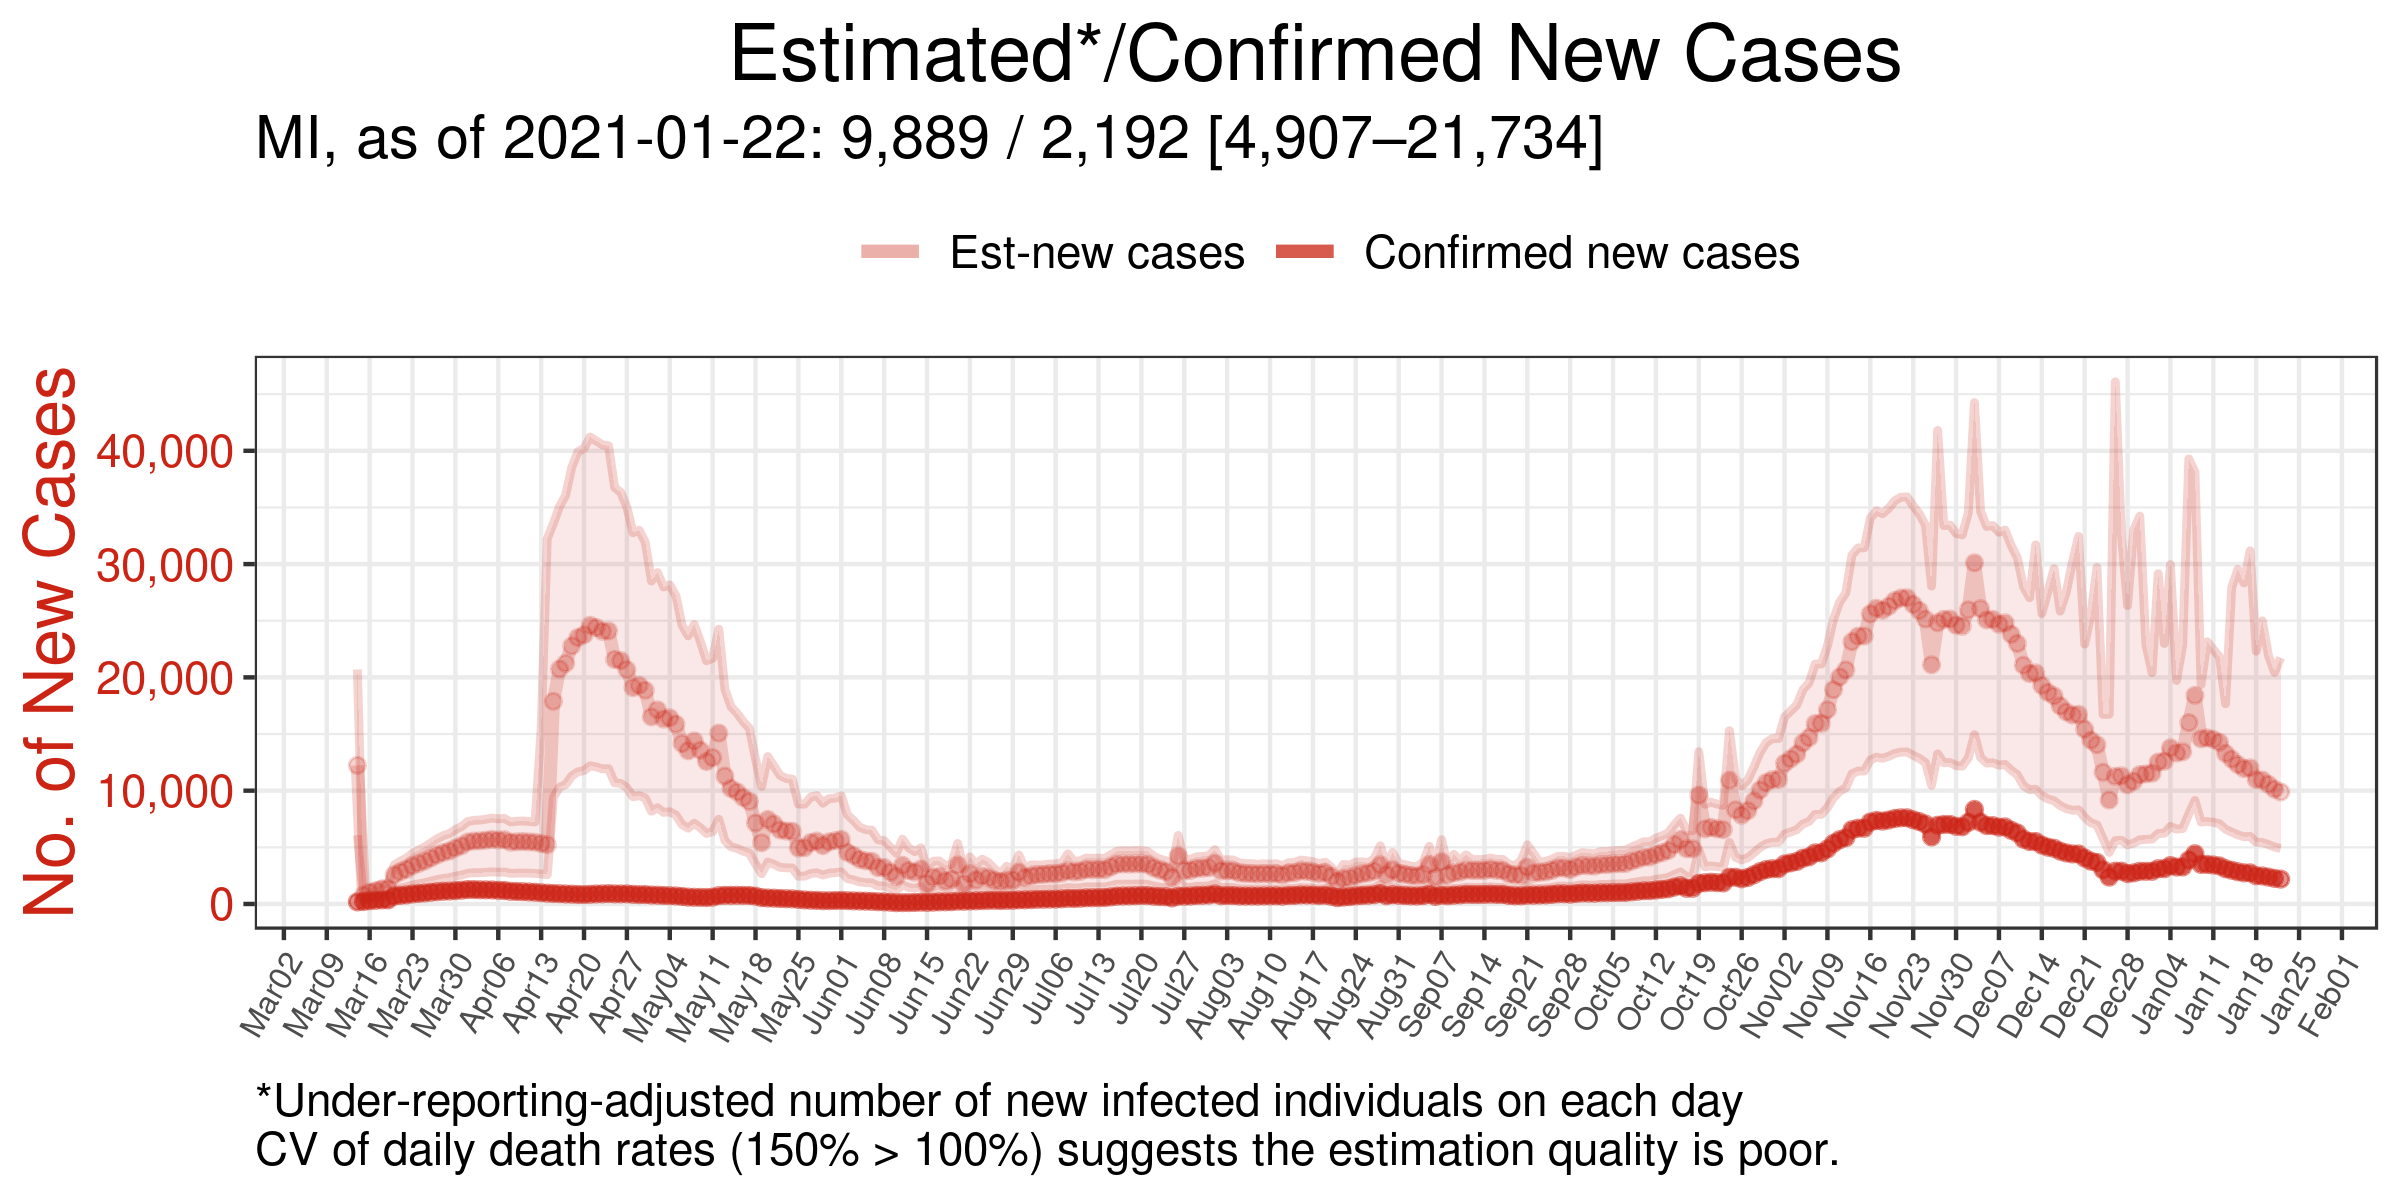 Estimated*/Confirmed New Cases
MI, as of 2021-01-22: 9,889 / 2,192 [4,907–21,734]
Est-new cases Confirmed new cases
No. of New Cases
40,000
30,000
20,000
10,000
0
Mar02 Mar09 Mar16 Mar23 Mar30 Apr06 Apr13 Apr20 Apr27 May04 May11 May18 May25 Jun01 Jun08 Jun15 Jun22 Jun29 Jul06 Jul13 Jul20 Jul27 Aug03 Aug10 Aug17 Aug24 Aug31 Sep07 Sep14 Sep21 Sep28 Oct05 Oct12 Oct19 Oct26 Nov02 Nov09 Nov16 Nov23 Nov30 Dec07 Dec14 Dec21 Dec28 Jan04 Jan11 Jan18 Jan25 Feb01
*Under-reporting-adjusted number of new infected individuals on each day
CV of daily death rates (150% > 100%) suggests the estimation quality is poor.